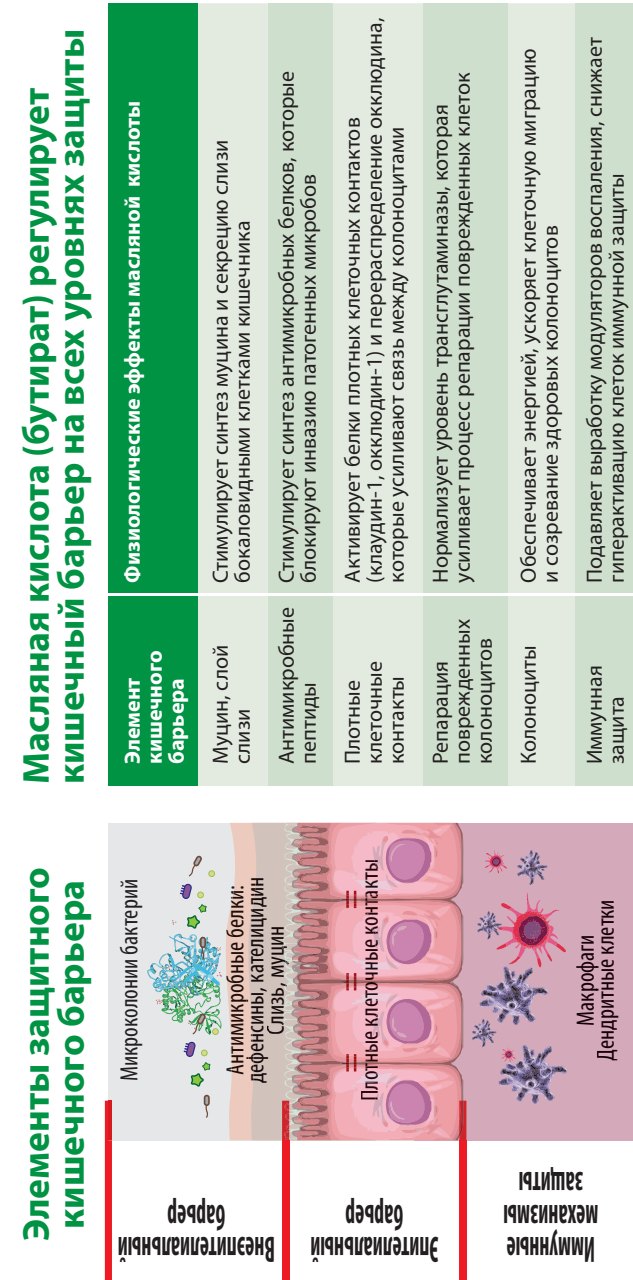 Элементы защитного
кишечного барьера
Внеэпителиальный
барьер
Эпителиальный
барьер
Иммунные
механизмы
защиты
Микроколонии бактерий
Антимикробные белки:
дефенсины, кателицидин
Слизь, муцин
Плотные клеточные контакты
Макрофаги
Дендритные клетки
Масляная кислота (бутират) регулирует
кишечный барьер на всех уровнях защиты
Элемент
кишечного
барьера
Физиологические эффекты масляной кислоты
Муцин, слой
слизи
Стимулирует синтез муцина и секрецию слизи
бокаловидными клетками кишечника
Антимикробные
пептиды
Стимулирует синтез антимикробных белков, которые
блокируют инвазию патогенных микробов
Плотные
клеточные
контакты
Активирует белки плотных клеточных контактов
(клаудин-1, окклюдин-1) и перераспределение окклюдина,
которые усиливают связь между колоноцитами
Репарация
поврежденных
колоноцитов
Нормализует уровень трансглутаминазы, которая
усиливает процесс репарации поврежденных клеток
Колоноциты
Обеспечивает энергией, ускоряет клеточную миграцию
и созревание здоровых колоноцитов
Иммунная
защита
Подавляет выработку модуляторов воспаления, снижает
гиперактивацию клеток иммунной защиты